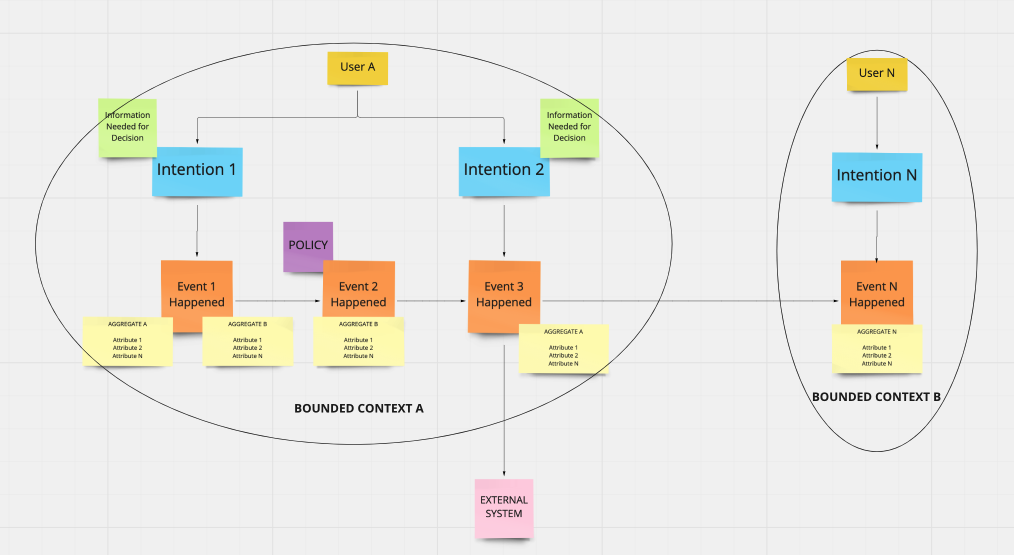 User A
User N
Information
Needed for
Decision
Information
Needed for
Decision
Intention 1
Intention 2
Intention N
POLICY
Event 1
Happened
Event 2
Happened
Event 3
Happened
Event N
Happened
AGGREGATE A
Attribute 1
Attribute 2
Attribute N
AGGREGATE B
Attribute 1
Attribute 2
Attribute N
AGGREGATE B
Attribute 1
Attribute 2
Attribute N
AGGREGATE A
Attribute 1
Attribute 2
Attribute N
AGGREGATE N
Attribute 1
Attribute 2
Attribute N
BOUNDED CONTEXT A
BOUNDED CONTEXT B
EXTERNAL
SYSTEM